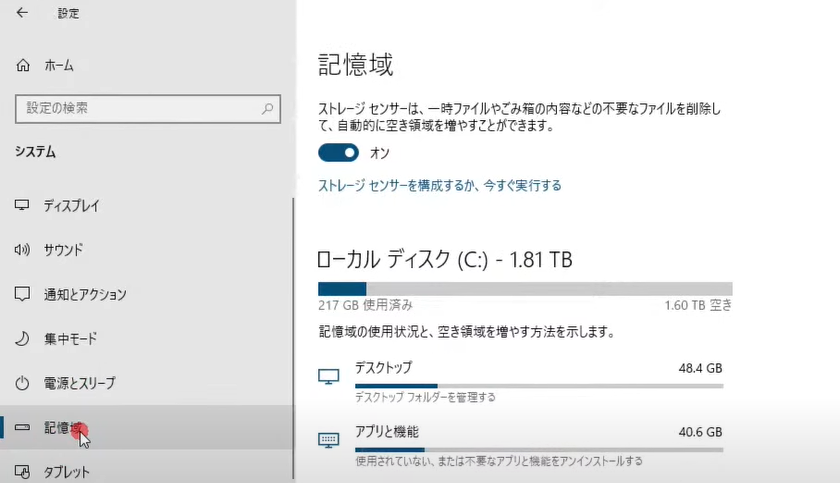 設定
ホーム
設定の検索
システム
ディスプレイ
サウンド
通知とアクション
集中モード
電源とスリープ
記憶域
タブレット
記憶域
ストレージ センサーは、一時ファイルやごみ箱の内容などの不要なファイルを削除し
て、自動的に空き領域を増やすことができます。
オン
ストレージ センサーを構成するか、今すぐ実行する
ローカル ディスク (C:) - 1.81 TB
217 GB 使用済み
1.60 TB 空き
記憶域の使用状況と、空き領域を増やす方法を示します。
デスクトップ
48.4 GB
デスクトップ フォルダーを管理する
アプリと機能
40.6 GB
使用されていない、または不要なアプリと機能をアンインストールする